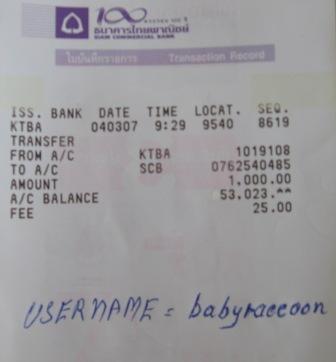 ธนาคารไทยพาณิชย์
SIAM COMMERCIAL BANK
ใบบันทึกรายการ Transaction Record
ISS. BANK DATE TIME LOCAT. SEQ.
KTBA 040307 9:29 9540 8619
TRANSFER
FROM A/C KTBA 1019108
TO A/C SCB 0762540485
AMOUNT 1,000.00
A/C BALANCE 53,023.^^
FEE 25.00
USERNAME = babyraccoon